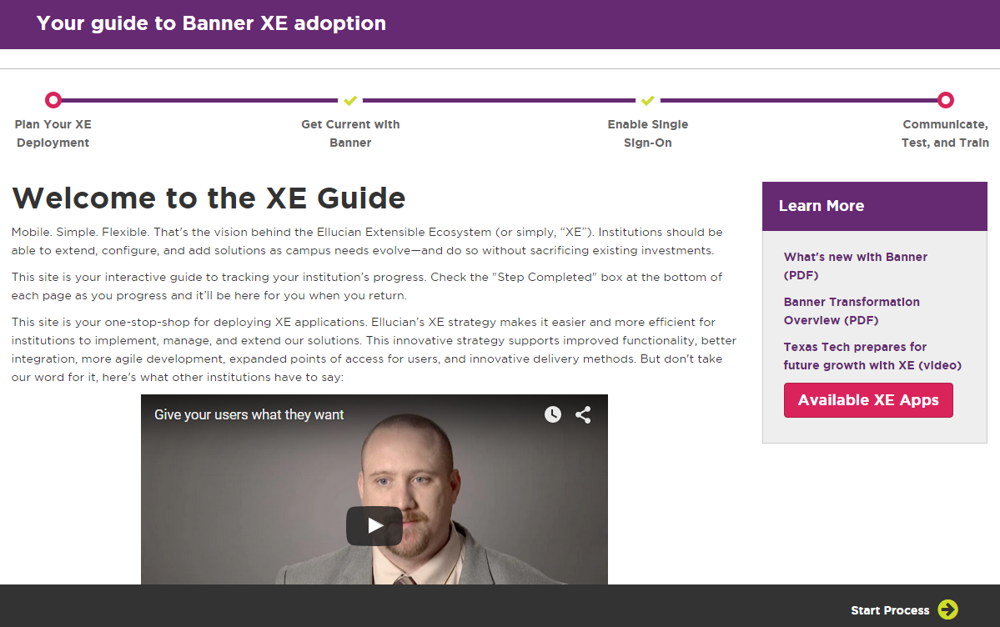 Your guide to Banner XE adoption
Plan Your XE
Deployment
Get Current with
Banner
Enable Single
Sign-On
Communicate,
Test, and Train
Welcome to the XE Guide
Mobile. Simple. Flexible. That's the vision behind the Ellucian Extensible Ecosystem (or simply, “XE”). Institutions should be
able to extend, configure, and add solutions as campus needs evolve—and do so without sacrificing existing investments.
This site is your interactive guide to tracking your institution’s progress. Check the "Step Completed" box at the bottom of
each page as you progress and it’ll be here for you when you return.
This site is your one-stop-shop for deploying XE applications. Ellucian’s XE strategy makes it easier and more efficient for
institutions to implement, manage, and extend our solutions. This innovative strategy supports improved functionality, better
integration, more agile development, expanded points of access for users, and innovative delivery methods. But don't take
our word for it, here's what other institutions have to say:
Give your users what they want
Learn More
What's new with Banner
(PDF)
Banner Transformation
Overview (PDF)
Texas Tech prepares for
future growth with XE (video)
Available XE Apps
Start Process